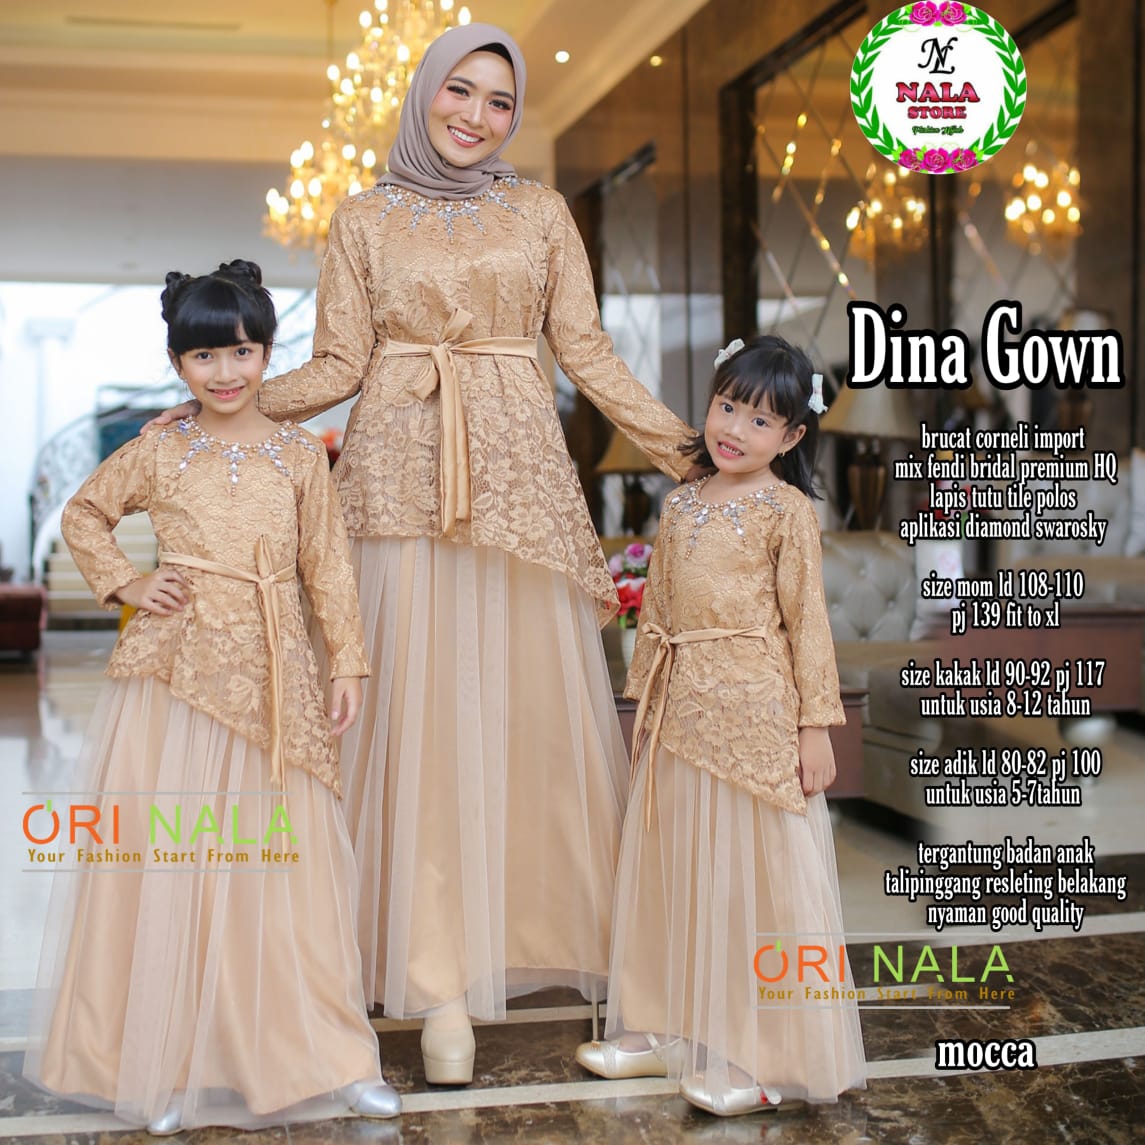 NL
NALA
STORE
Dina Gown
brucat corneli import
mix fendi bridal premium HQ
lapis tutu tile polos
aplikasi diamond swarosky
size mom ld 108-110
pj 139 fit to xl
size kakak ld 90-92 pj 117
untuk usia 8-12 tahun
size adik ld 80-82 pj 100
untuk usia 5-7tahun
tergantung badan anak
talipinggang resleting belakang
nyaman good quality
ORI NALA
Your Fashion Start From Here
ORI NALA
Your Fashion Start From Here
mocca